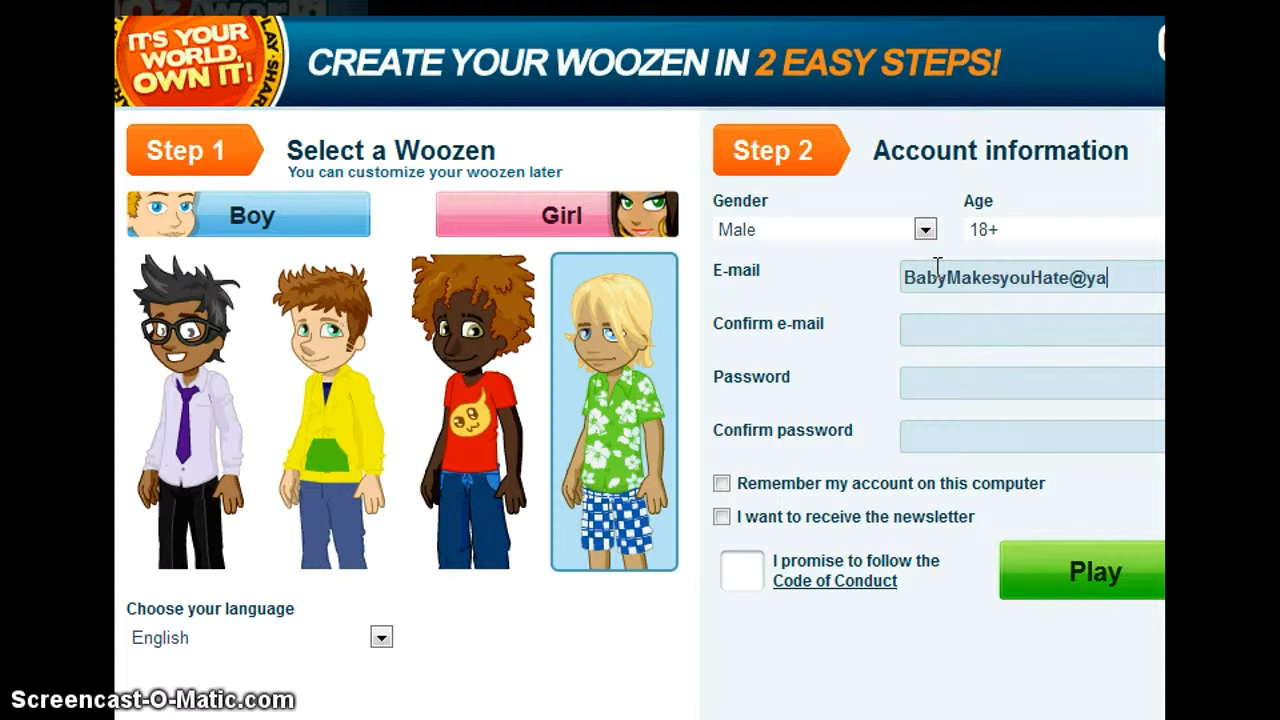 IT'S YOUR
WORLD,
OWN IT!
CREATE YOUR WOOZEN IN 2 EASY STEPS!
Step 1
Select a Woozen
You can customize your woozen later
Boy
Girl
Choose your language
English
Step 2
Account information
Gender
Age
Male
18+
E-mail
BabyMakesyouHate@ya
Confirm e-mail
Password
Confirm password
Remember my account on this computer
I want to receive the newsletter
I promise to follow the
Code of Conduct
Play
Screencast-O-Matic.com